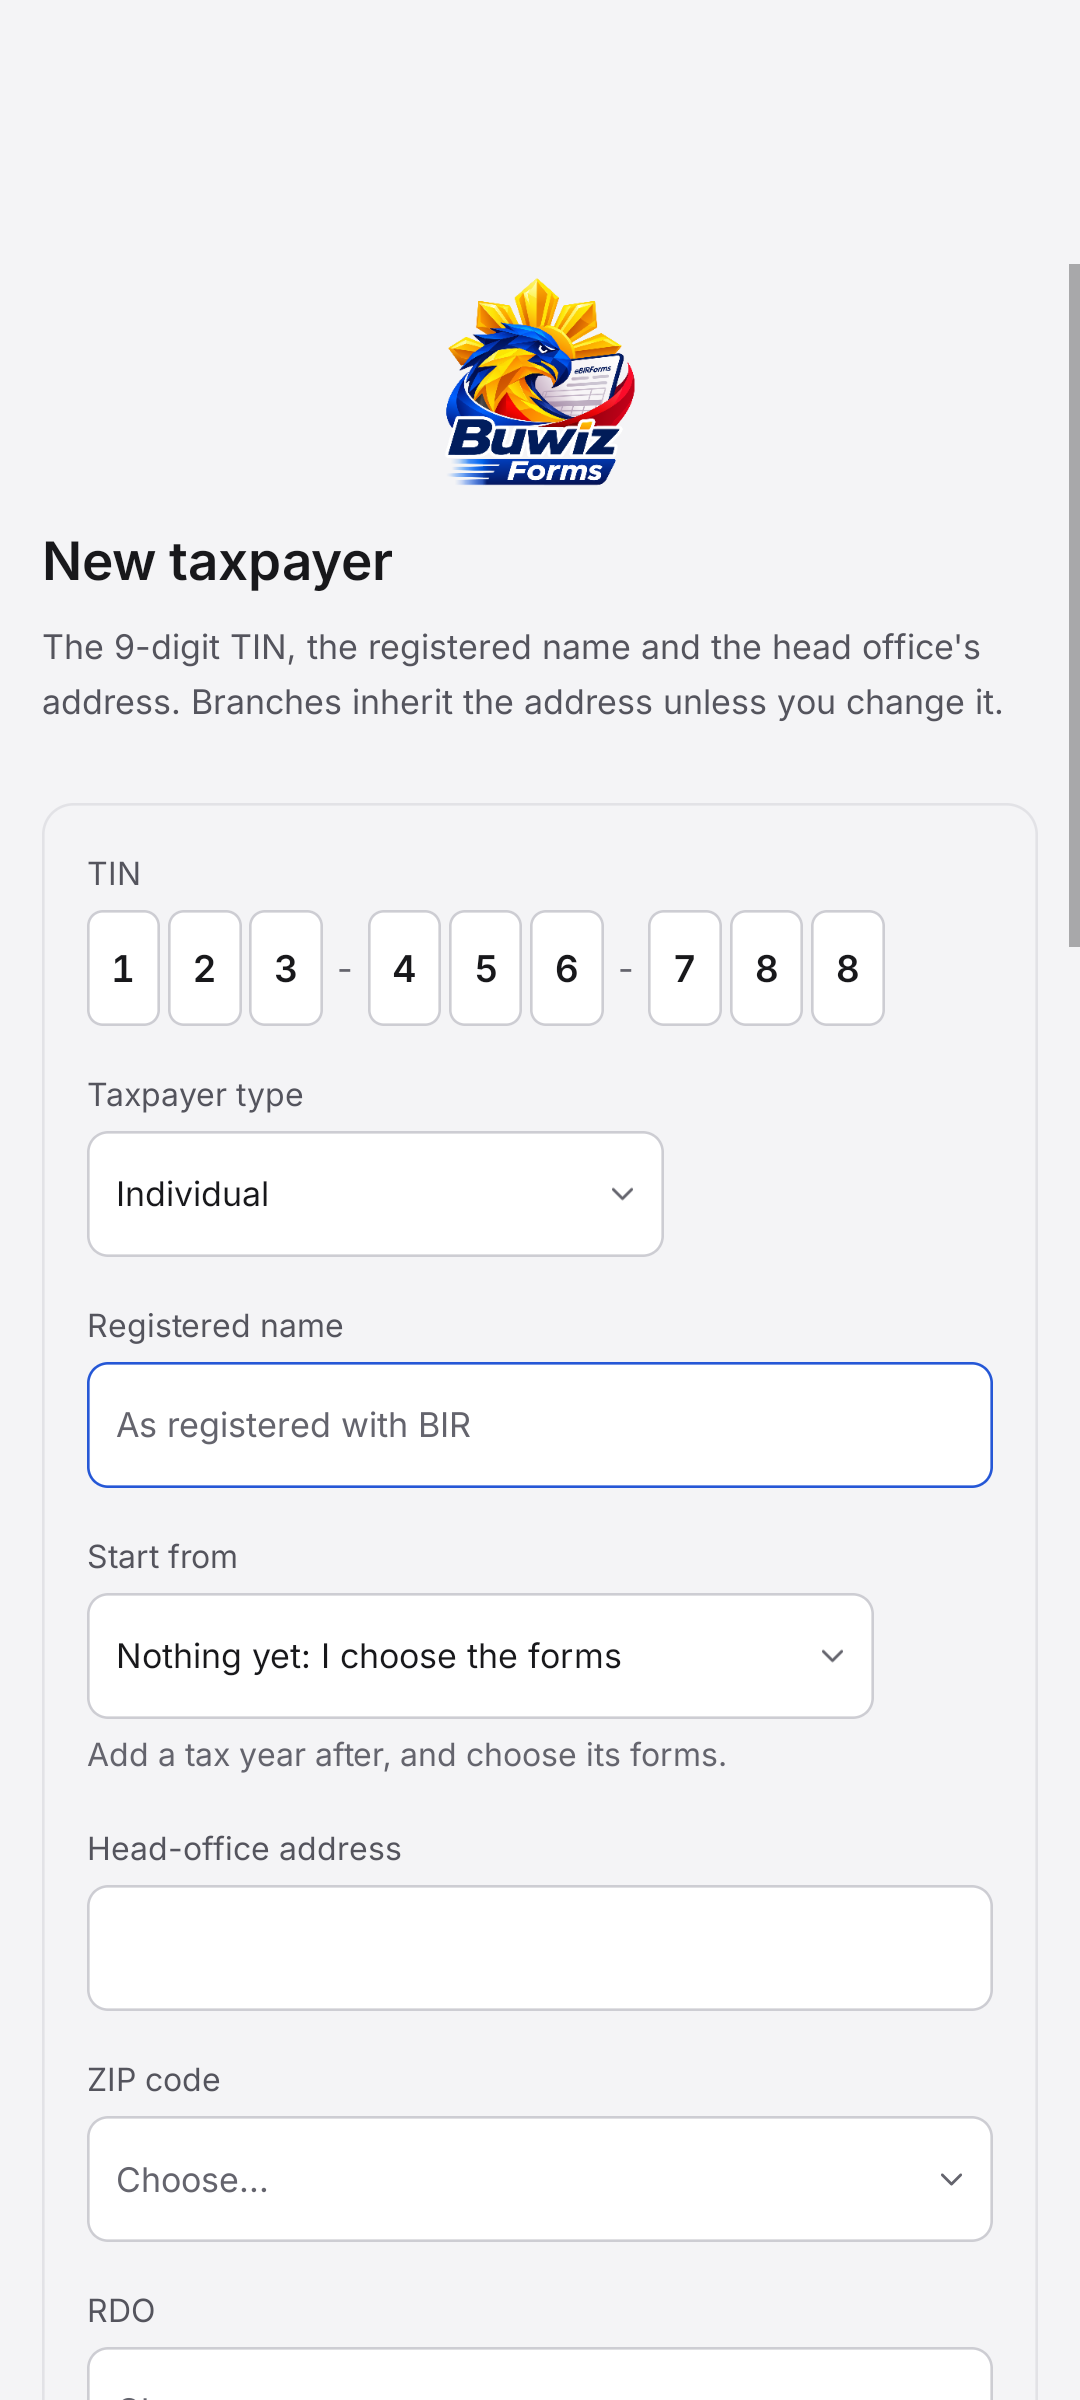 eBIRForms
Buwiz
Forms
New taxpayer
The 9-digit TIN, the registered name and the head office's
address. Branches inherit the address unless you change it.
TIN
1 2 3 - 4 5 6 - 7 8 8
Taxpayer type
Individual
Registered name
As registered with BIR
Start from
Nothing yet: I choose the forms
Add a tax year after, and choose its forms.
Head-office address
ZIP code
Choose...
RDO